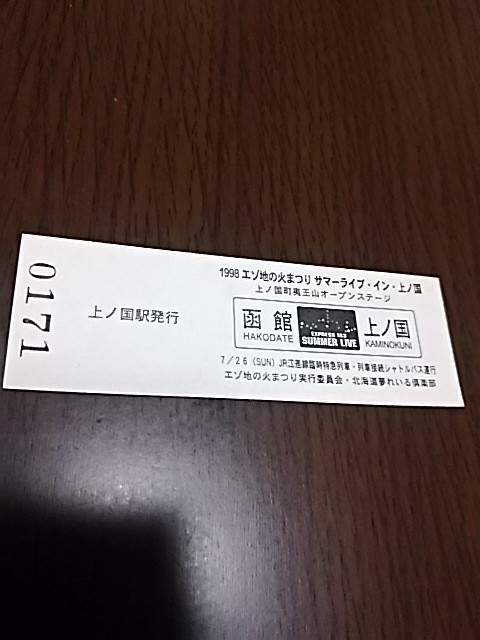 0171
上ノ国駅発行
1998 エゾ地の火まつり サマーライブ・イン・上ノ国
上ノ国町夷王山オープンステージ
函館
HAKODATE
EXPRESS IN 3
SUMMER LIVE
上ノ国
KAMINOKUNI
7/26 (SUN) JR江差線臨時特急列車・列車接続シャトルバス運行
エゾ地の火まつり実行委員会・北海道夢れいる倶楽部